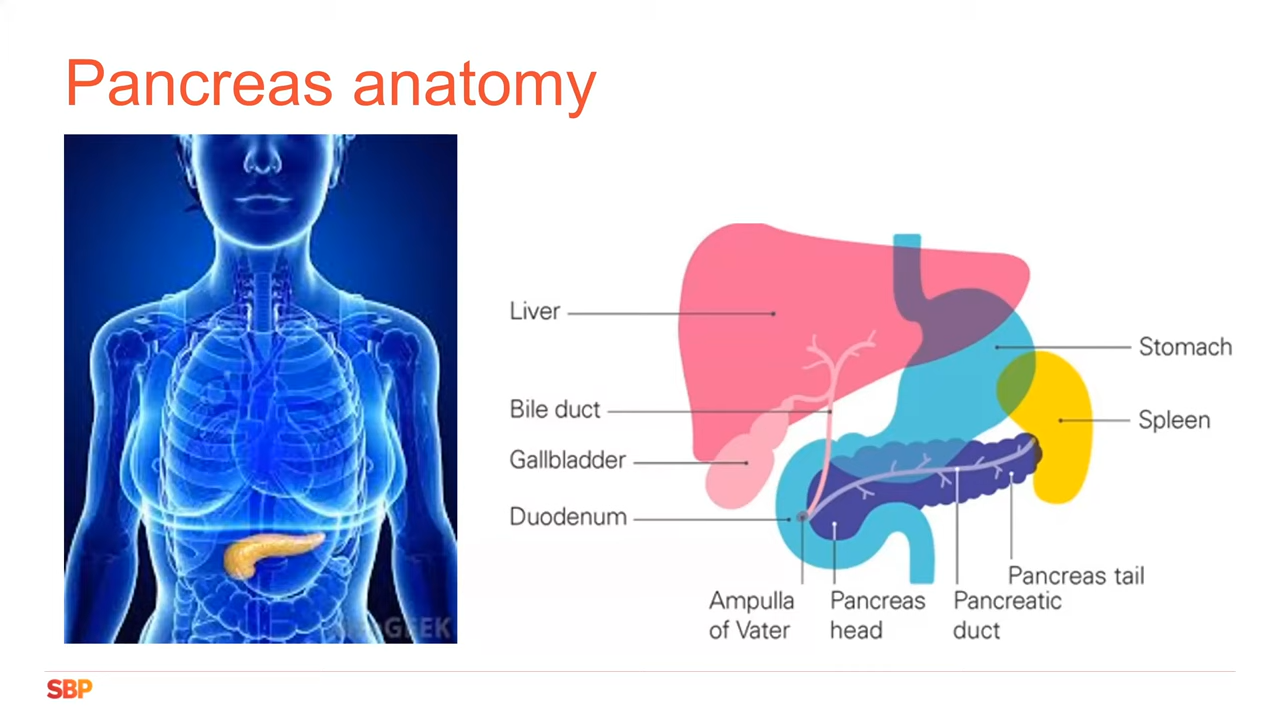 Pancreas anatomy
Liver
Stomach
Bile duct
Spleen
Gallbladder
Duodenum
Pancreas tail
Ampulla
of Vater
Pancreas
head
Pancreatic
duct
SBP